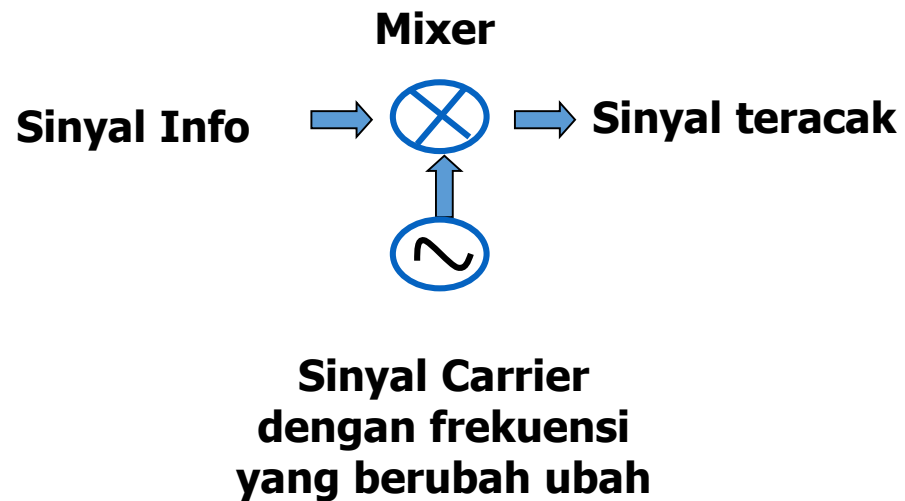 Mixer
Sinyal Info
Sinyal teracak
Sinyal Carrier
dengan frekuensi
yang berubah ubah